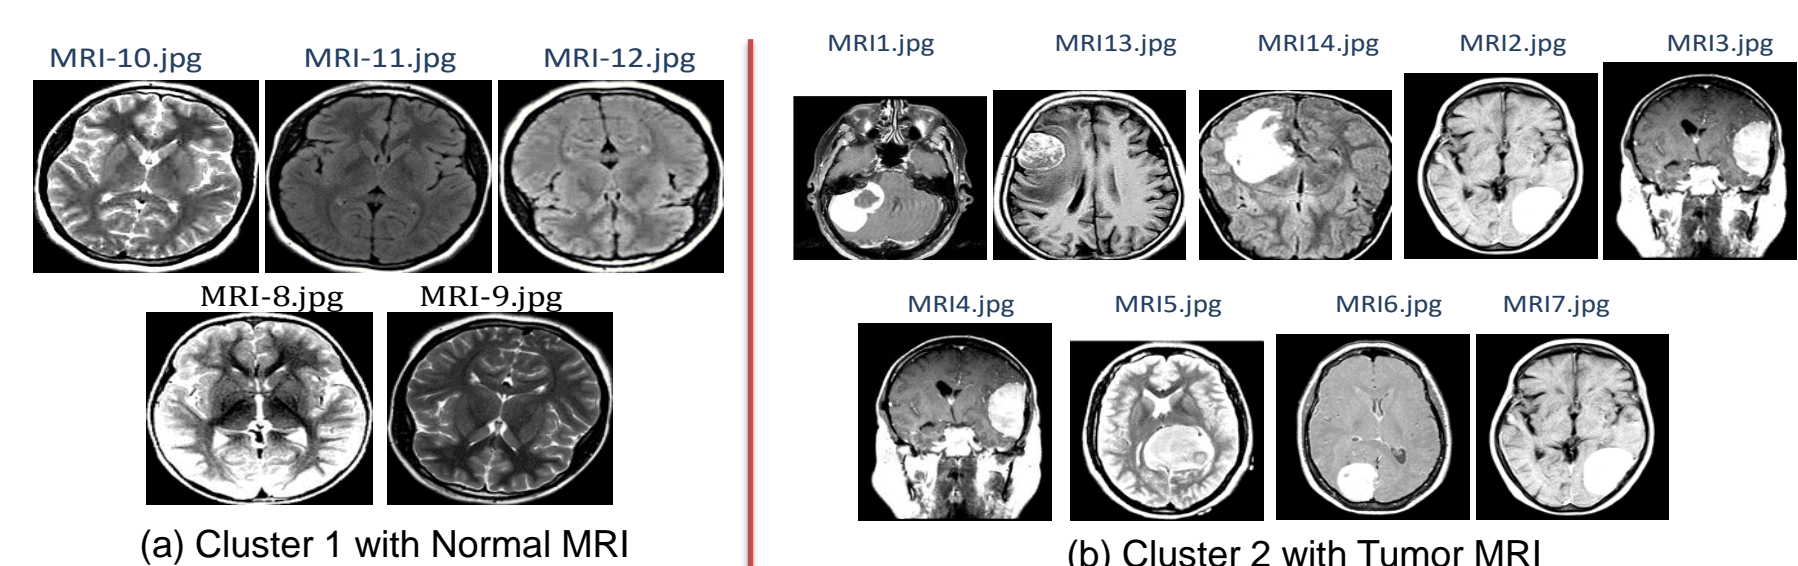 MRI-10.jpg MRI-11.jpg MRI-12.jpg
MRI-8.jpg MRI-9.jpg
(a) Cluster 1 with Normal MRI
MRI1.jpg MRI13.jpg MRI14.jpg MRI2.jpg MRI3.jpg
MRI4.jpg MRI5.jpg MRI6.jpg MRI7.jpg
(b) Cluster 2 with Tumor MRI